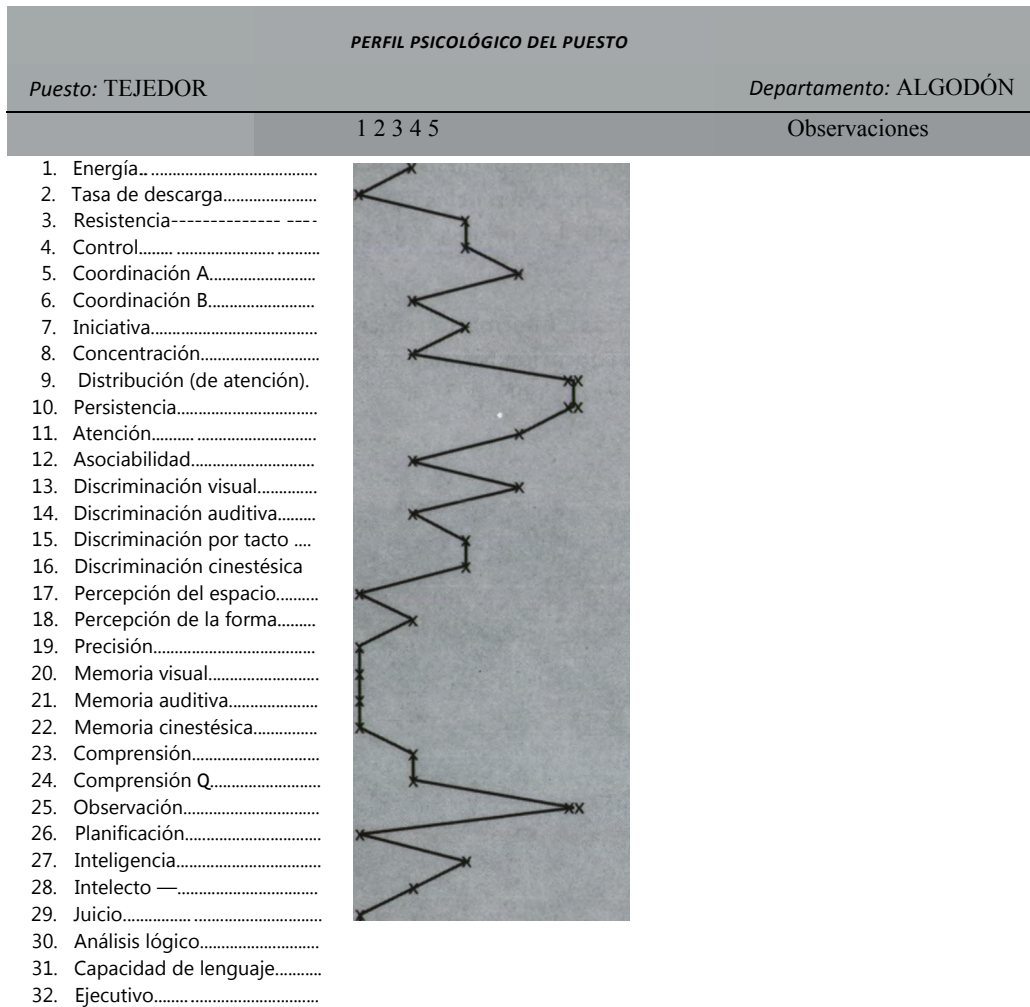 PERFIL PSICOLÓGICO DEL PUESTO
Puesto: TEJEDOR Departamento: ALGODÓN
1 2 3 4 5 Observaciones
1. Energía.. ........................................
2. Tasa de descarga.......................
3. Resistencia-------------- ----
4. Control........ ........................ ..........
5. Coordinación A..........................
6. Coordinación B..........................
7. Iniciativa.........................................
8. Concentración.............................
9. Distribución (de atención).
10. Persistencia..................................
11. Atención.......... .............................
12. Asociabilidad..............................
13. Discriminación visual..............
14. Discriminación auditiva.........
15. Discriminación por tacto ....
16. Discriminación cinestésica
17. Percepción del espacio..........
18. Percepción de la forma.........
19. Precisión.......................................
20. Memoria visual...........................
21. Memoria auditiva......................
22. Memoria cinestésica...............
23. Comprensión...............................
24. Comprensión Q...........................
25. Observación.................................
26. Planificación.................................
27. Inteligencia...................................
28. Intelecto —..................................
29. Juicio................. ...............................
30. Análisis lógico.............................
31. Capacidad de lenguaje...........
32. Ejecutivo........ ................................